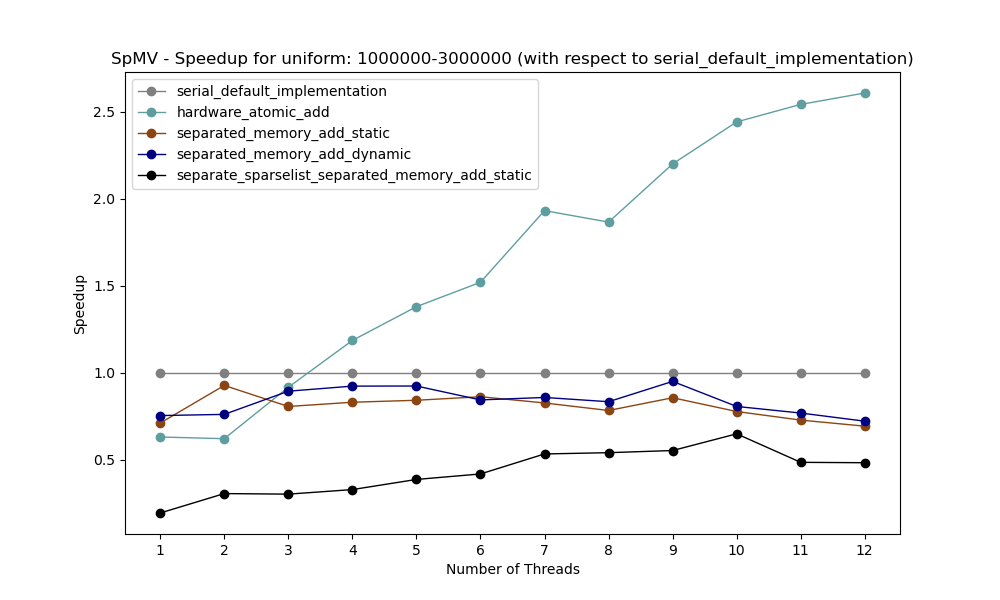 SpMV - Speedup for uniform: 1000000-3000000 (with respect to serial_default_implementation)
serial_default_implementation
hardware_atomic_add
separated_memory_add_static
separated_memory_add_dynamic
separate_sparselist_separated_memory_add_static
Speedup
2.5
2.0
1.5
1.0
0.5
1 2 3 4 5 6 7 8 9 10 11 12
Number of Threads